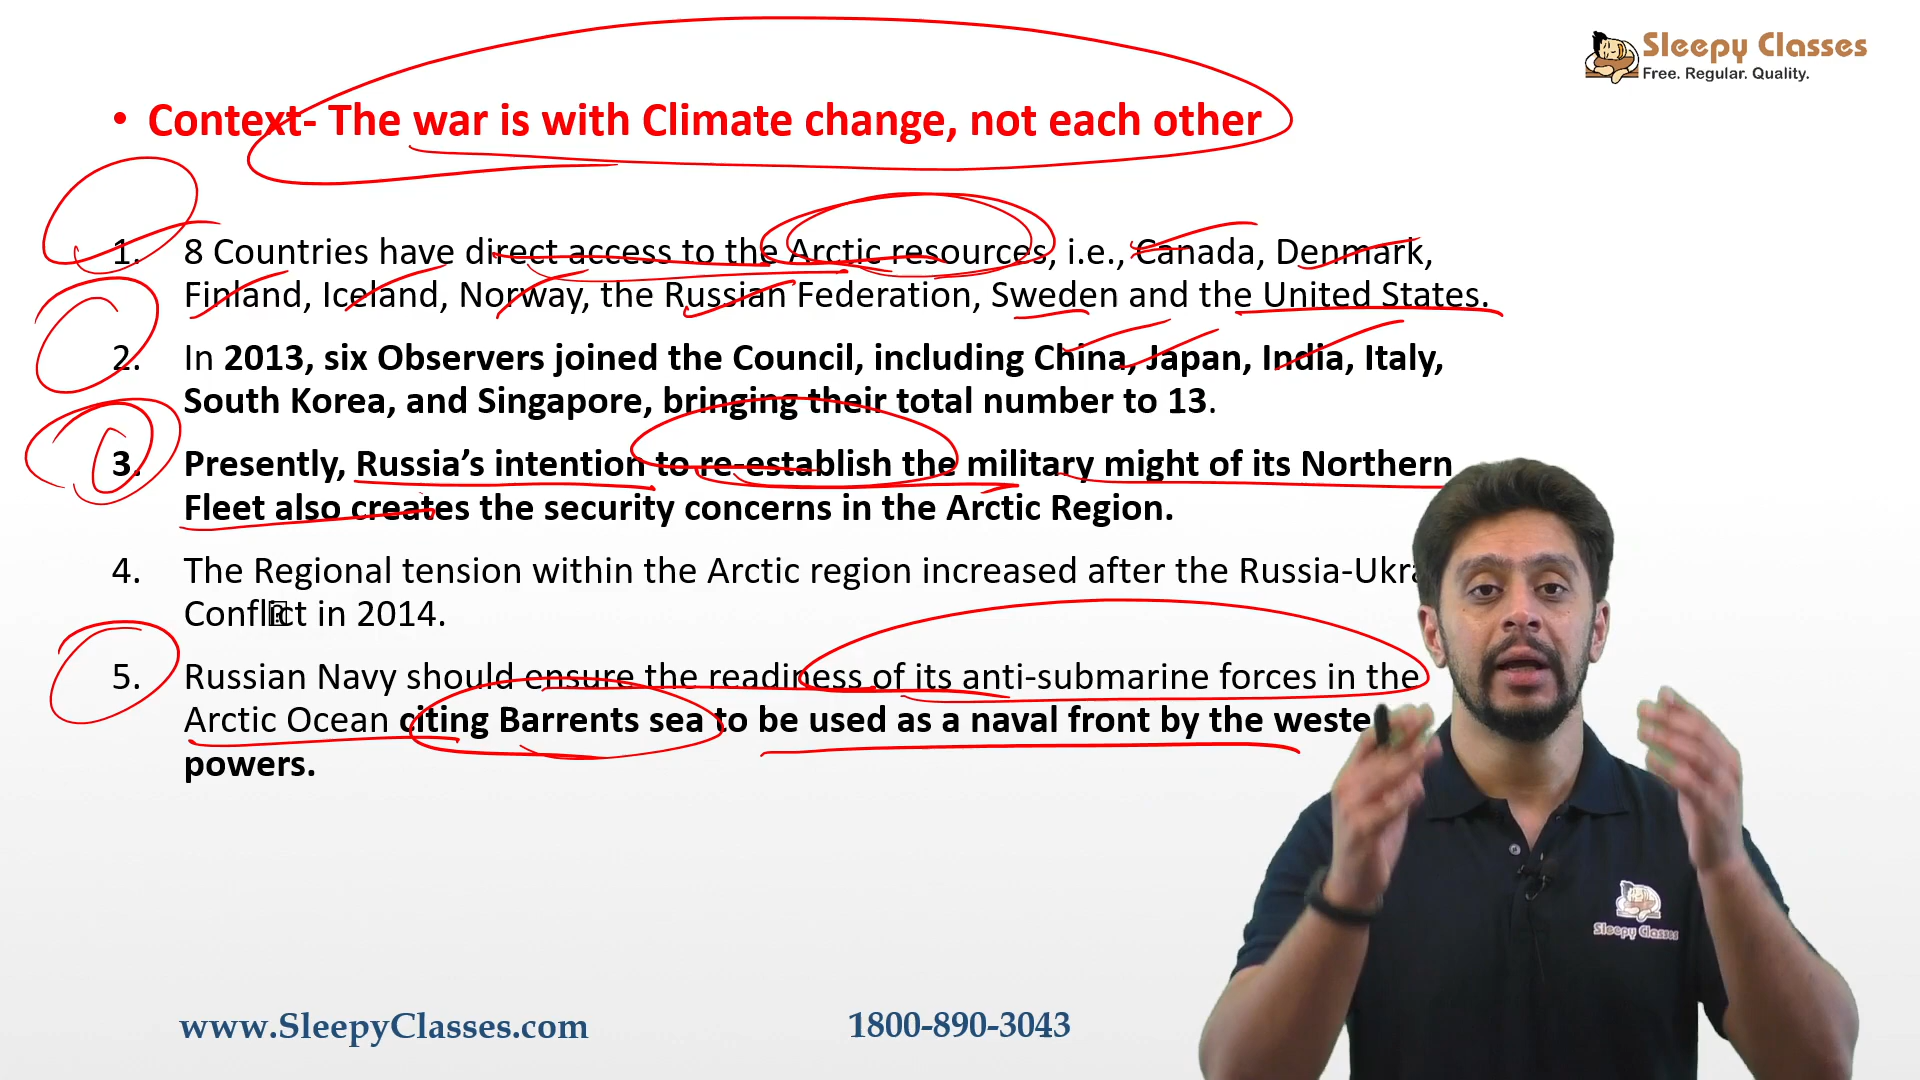 Sleepy Classes
Free. Regular. Quality.
• Context- The war is with Climate change, not each other
1. 8 Countries have direct access to the Arctic resources, i.e., Canada, Denmark,
Finland, Iceland, Norway, the Russian Federation, Sweden and the United States.
2. In 2013, six Observers joined the Council, including China, Japan, India, Italy,
South Korea, and Singapore, bringing their total number to 13.
3. Presently, Russia's intention to re-establish the military might of its Northern
Fleet also creates the security concerns in the Arctic Region.
4. The Regional tension within the Arctic region increased after the
Conflict in 2014.
5. Russian Navy should ensure the readiness of its anti-submarine forces in the
Arctic Ocean citing Barrents sea to be used as a naval front by the
powers.
Sleepy Classes
www.SleepyClasses.com
1800-890-3043